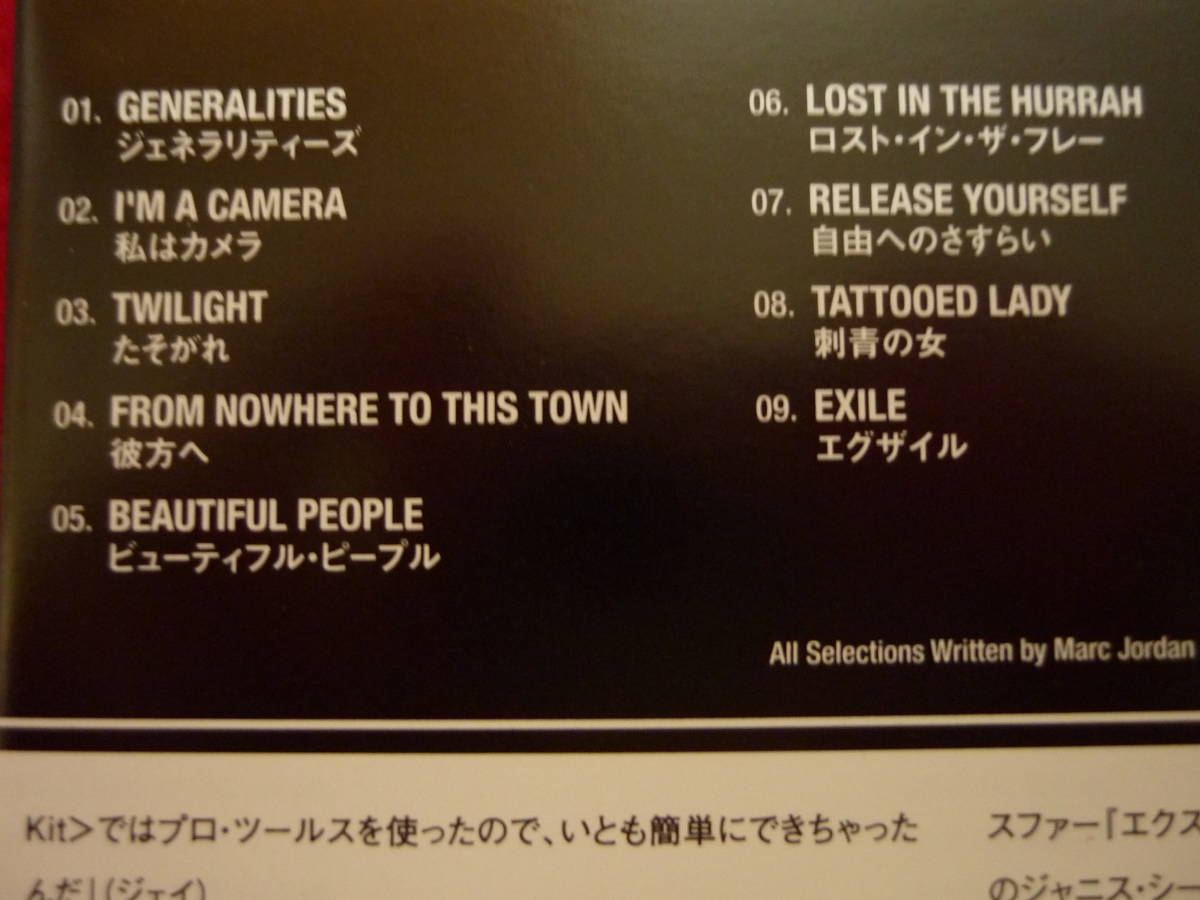 01. GENERALITIES
ジェネラリティーズ
02. I'M A CAMERA
私はカメラ
03. TWILIGHT
たそがれ
04. FROM NOWHERE TO THIS TOWN
彼方へ
05. BEAUTIFUL PEOPLE
ビューティフル・ピープル
06. LOST IN THE HURRAH
ロスト・イン・ザ・フレー
07. RELEASE YOURSELF
自由へのさすらい
08. TATTOOED LADY
刺青の女
09. EXILE
エグザイル
All Selections Written by Marc Jordan
Kit>ではプロ・ツールスを使ったので、いとも簡単にできちゃった
んだ」(ジェイ)
スファー「エクス
のジャニス・シー